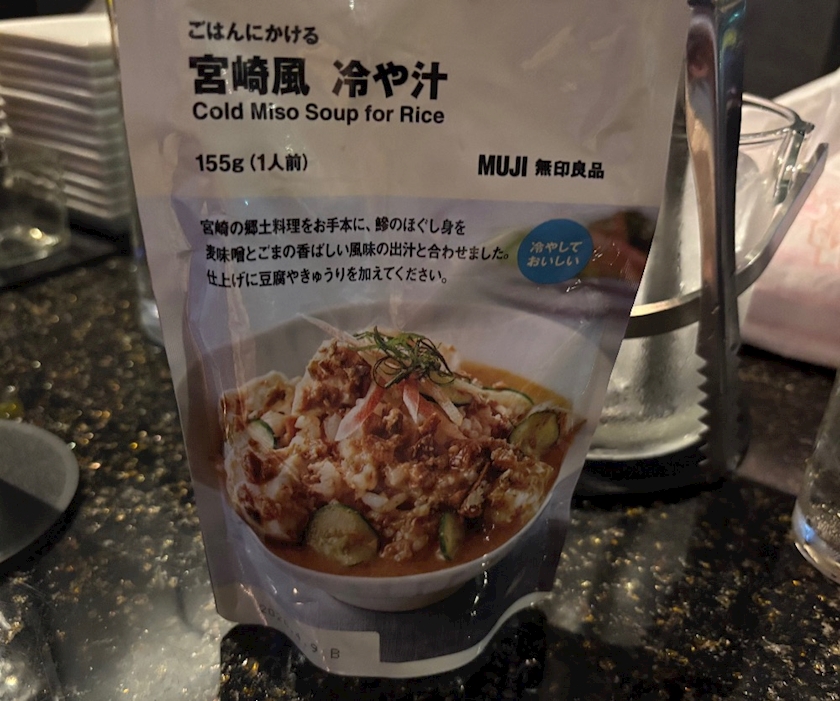 ごはんにかける
宮崎風 冷や汁
Cold Miso Soup for Rice
155g(1人前)
MUJI 無印良品
宮崎の郷土料理をお手本に、鯵のほぐし身を
麦味噌とごまの香ばしい風味の出汁と合わせました。
仕上げに豆腐やきゅうりを加えてください。
冷やして
おいしい